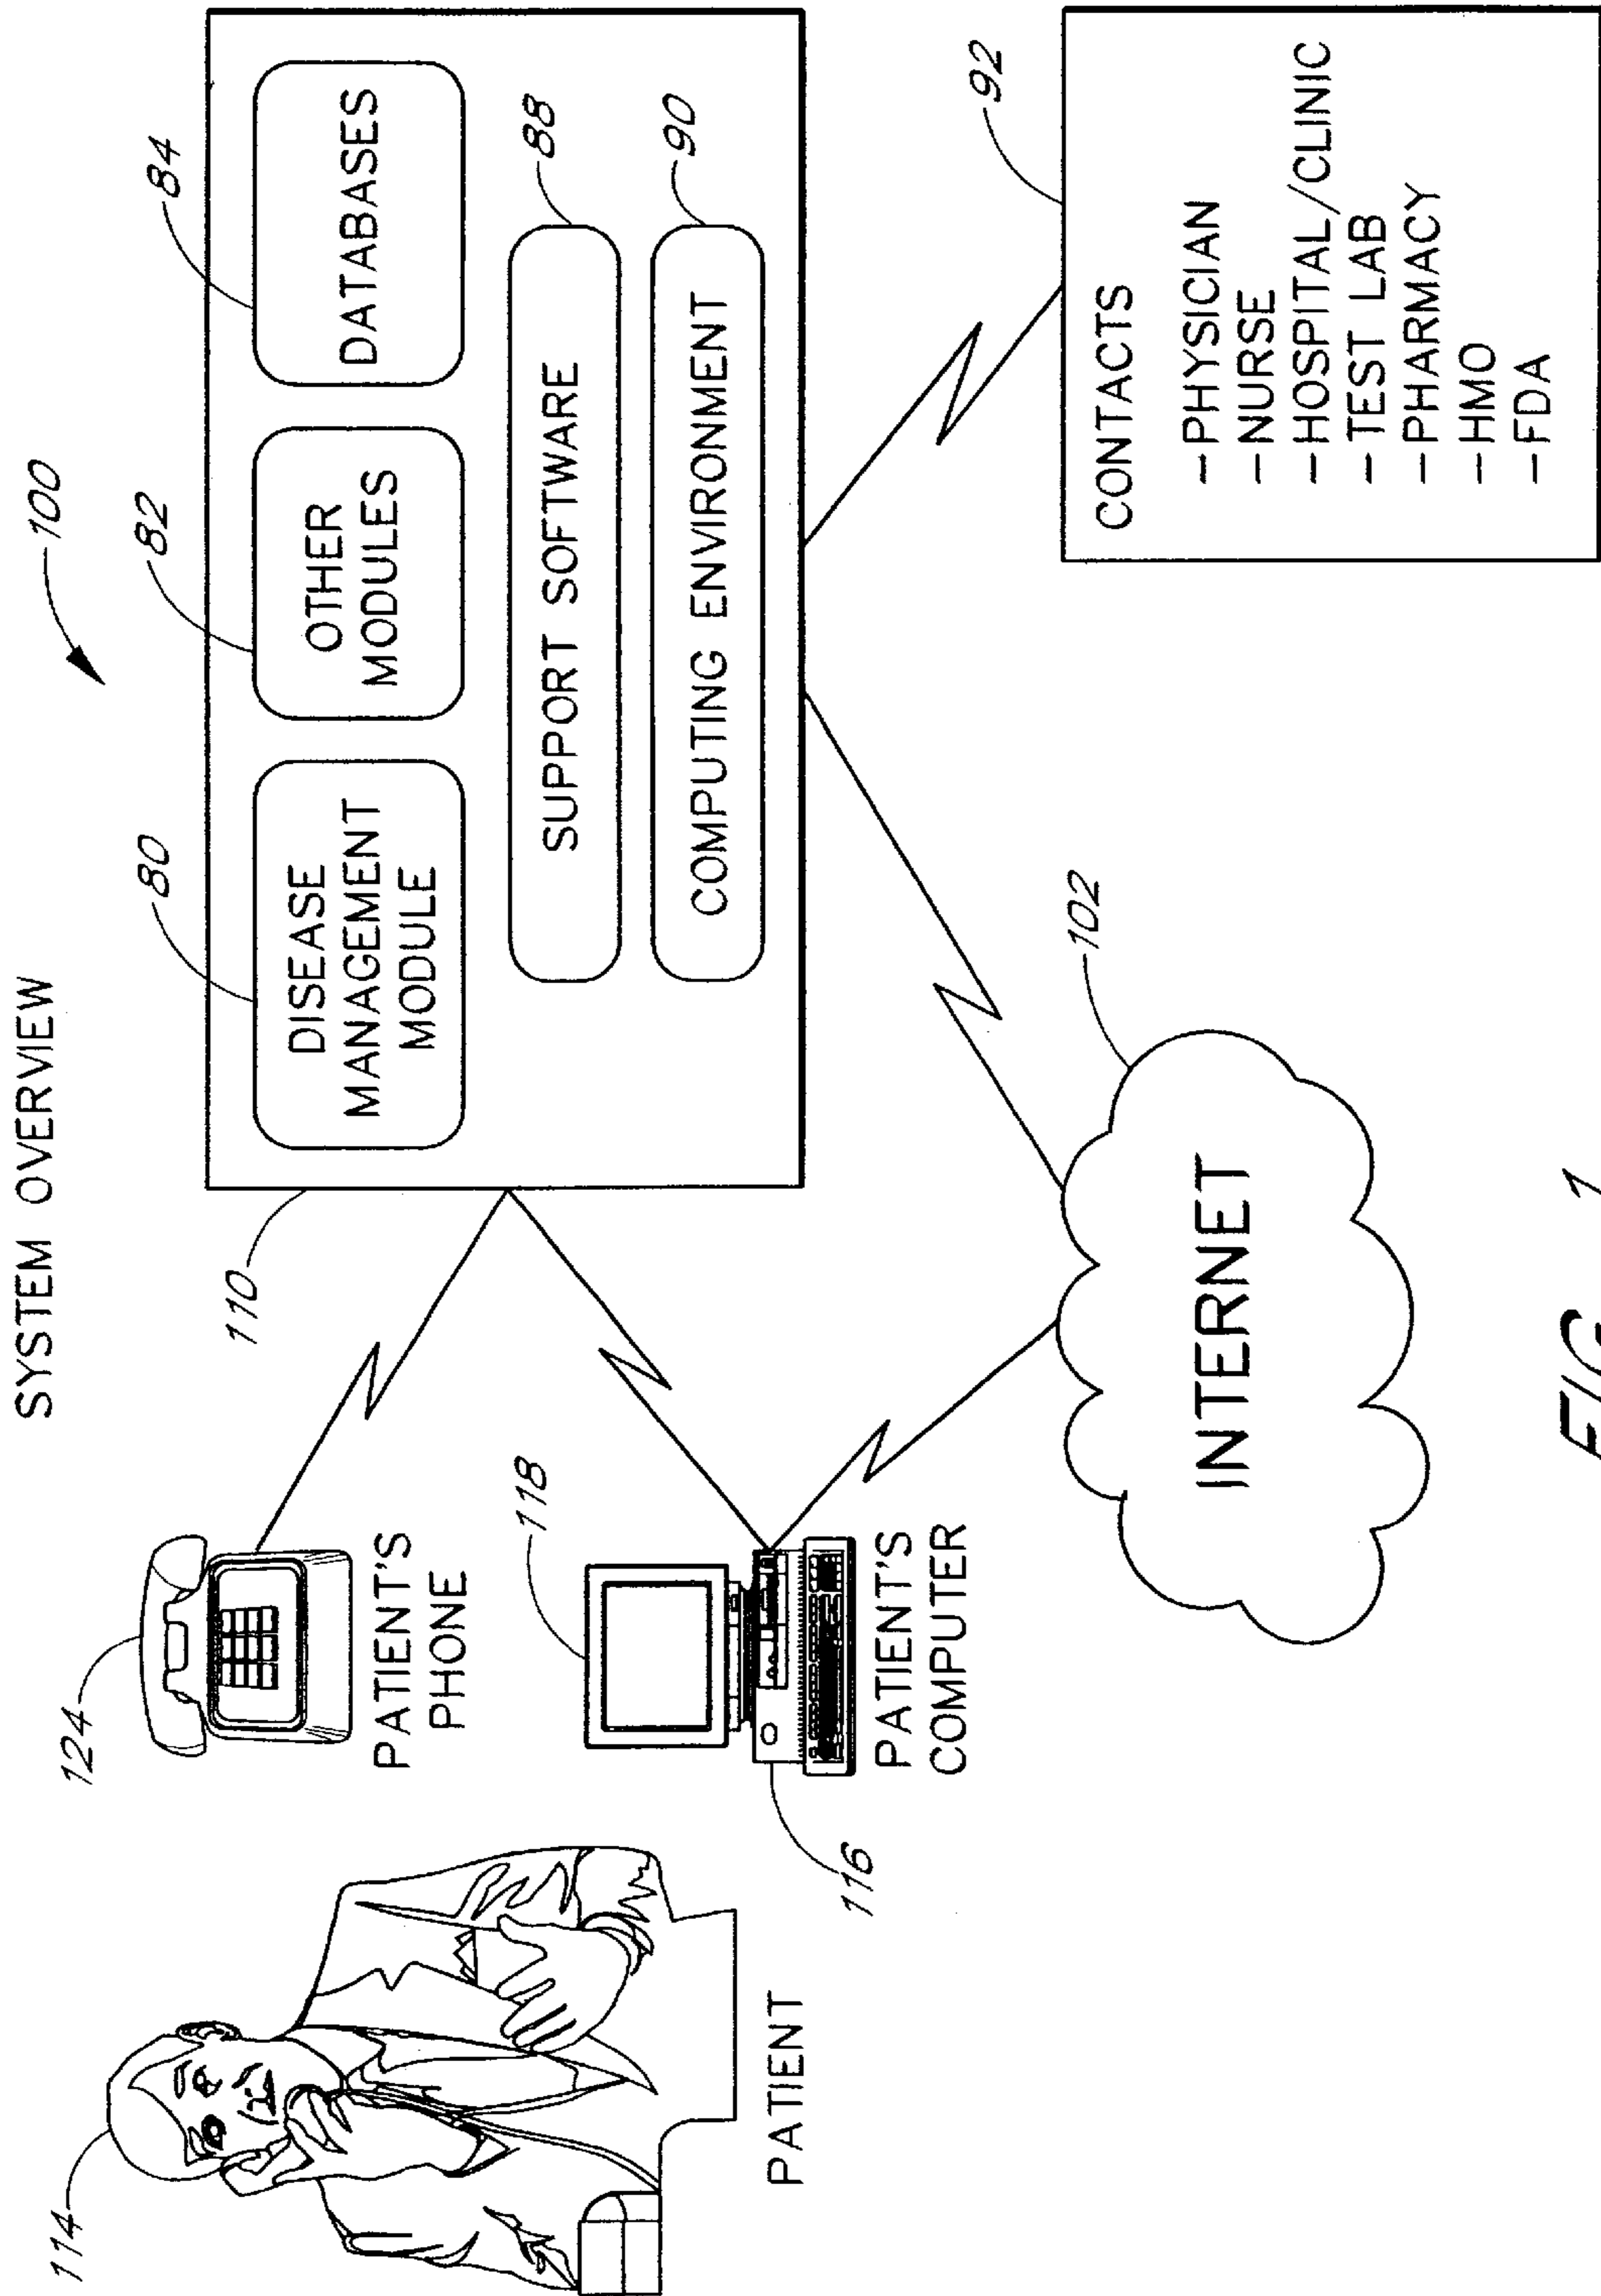 SYSTEM OVERVIEW
100
114
PATIENT
124
PATIENT'S
PHONE
118
116
PATIENT'S
COMPUTER
110
80
DISEASE
MANAGEMENT
MODULE
82
OTHER
MODULES
84
DATABASES
88
SUPPORT SOFTWARE
90
COMPUTING ENVIRONMENT
102
INTERNET
92
CONTACTS
-PHYSICIAN
-NURSE
-HOSPITAL/CLINIC
- TEST LAB
-PHARMACY
-HMO
-FDA
FIG. 1